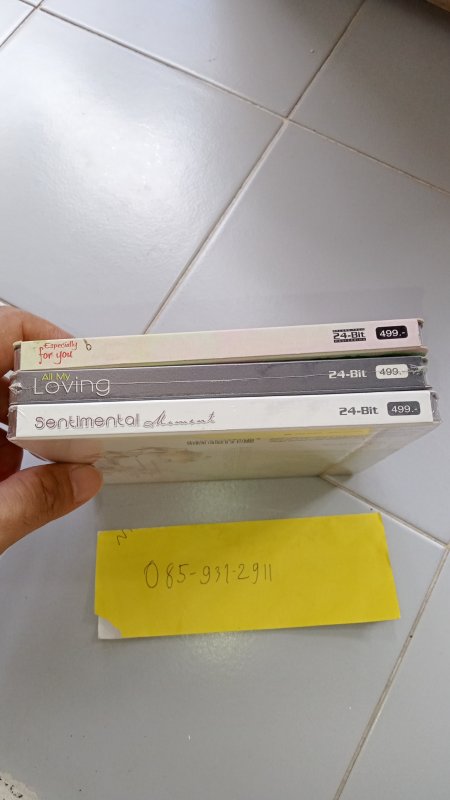 Especially
for you
24-Bit
499.-
All My
Loving
24-Bit
499.-
Sentimental Moment
24-Bit
499.-
085-931-2911